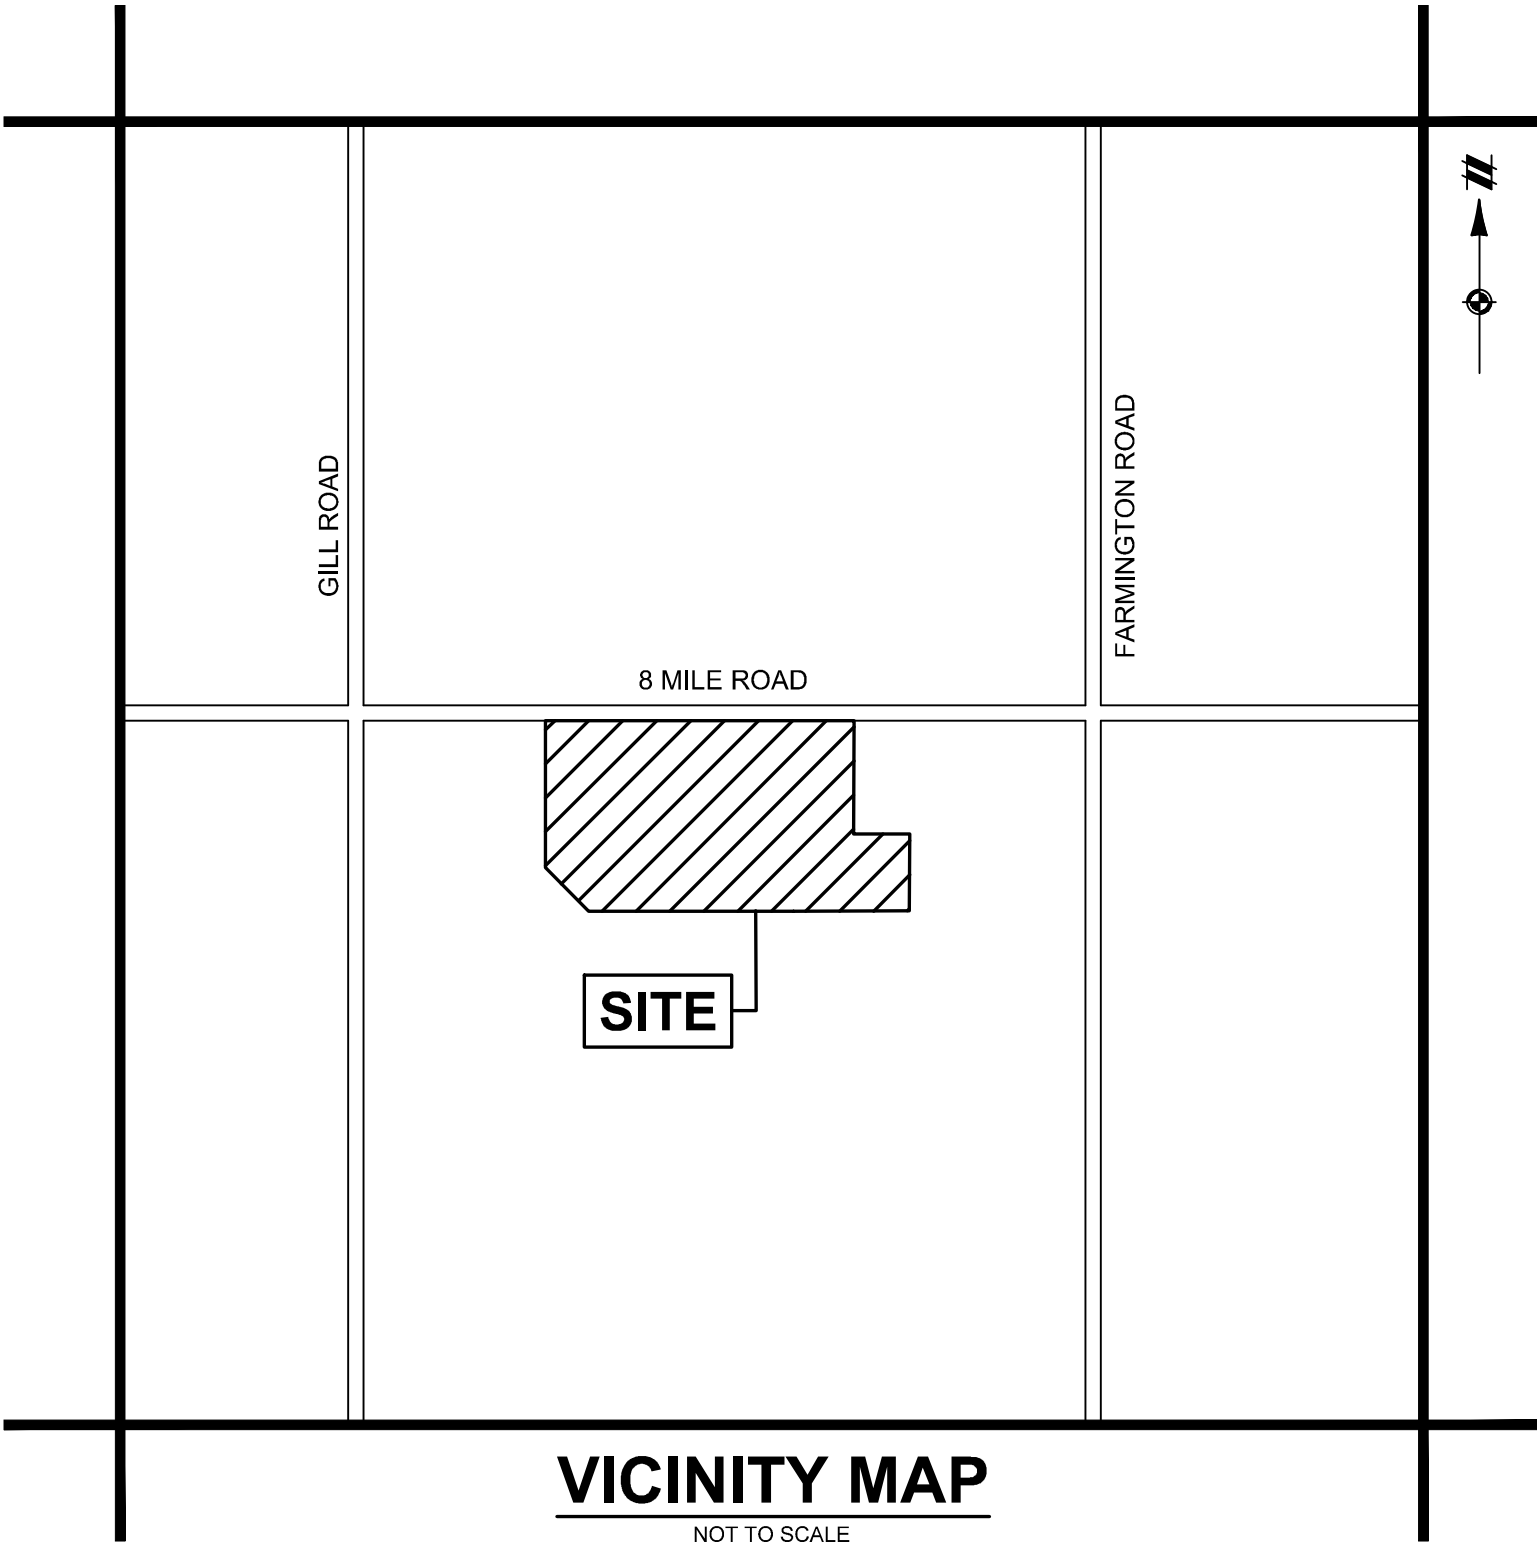 GILL ROAD
FARMINGTON ROAD
8 MILE ROAD
SITE
VICINITY MAP
NOT TO SCALE